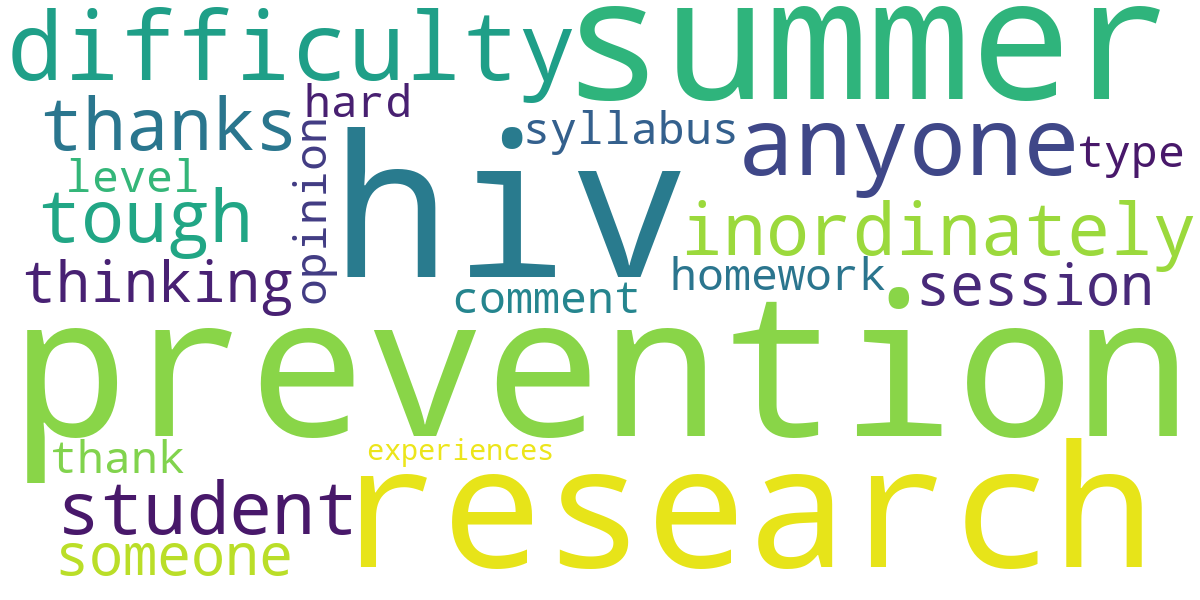 difficulty summer
hard
thanks
syllabus
anyone
type
hiv
opinion
level
tough
inordinately
thinking
homework
session
comment
prevention
thank
experiences
research
student
someone